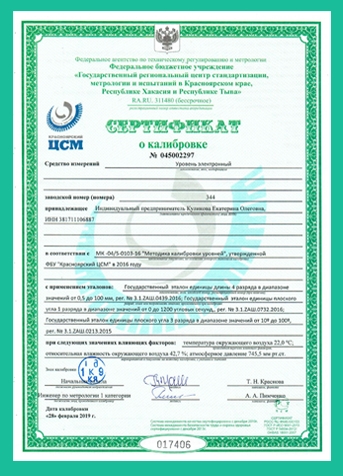 Федеральное агентство по техническому регулированию и метрологии
Федеральное бюджетное учреждение
«Государственный региональный центр стандартизации,
метрологии и испытаний в Красноярском крае,
Республике Хакасия и Республике Тыва»
RA.RU. 311480 (бессрочная)
КРАСНОЯРСКИЙ
ЦСМ
СЕРТИФИКАТ
о калибровке
№ 045002297
Средство измерений Уровень электронный
заводской номер (номера) 344
принадлежащее Индивидуальный предприниматель Куликова Екатерина Олеговна,
ИНН 381711106887
в соответствии с МК -04/5-0103-16 "Методика калибровки уровней", утвержденной
ФБУ "Красноярский ЦСМ" в 2016 году
с применением эталонов: Государственный эталон единицы длины 4 разряда в диапазоне
значений от 0,5 до 100 мм, рег. № 3.1.ZАШ.0439.2016; Государственный эталон единицы плоского
угла 1 разряда в диапазоне значений от 0 до 1200 угловых секунд, рег. № 3.1.ZАШ.0732.2016;
Государственный эталон единицы плоского угла 3 разряда в диапазоне значений от 10º до 100º,
рег. № 3.1.ZАШ.0213.2015
при следующих значениях влияющих факторов: температура окружающего воздуха 22,0 °С;
относительная влажность окружающего воздуха 42,7 %; атмосферное давление 745,5 мм рт.ст.
Знак калибровки
Начальник отдела Т. Н. Краснова
Инженер по метрологии 1 категории А. А. Пинченко
Дата калибровки
«28» февраля 2019 г.
017406